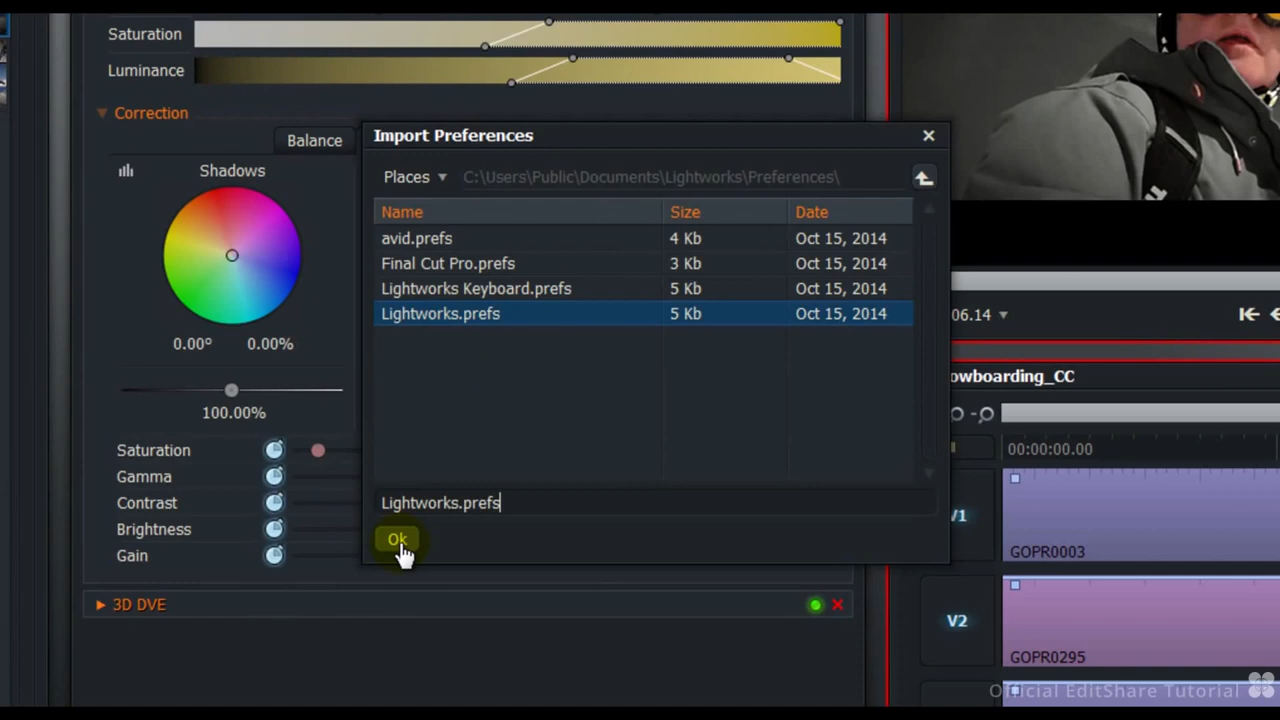 Saturation
Luminance
Correction
Balance
Shadows
0.00º 0.00%
100.00%
Saturation
Gamma
Contrast
Brightness
Gain
3D DVE
Import Preferences
Places C:\Users\Public\Documents\Lightworks\Preferences\
Name Size Date
avid.prefs 4 Kb Oct 15, 2014
Final Cut Pro.prefs 3 Kb Oct 15, 2014
Lightworks Keyboard.prefs 5 Kb Oct 15, 2014
Lightworks.prefs 5 Kb Oct 15, 2014
Lightworks.prefs
Ok
06.14
owboarding_CC
00:00:00.00
V1
GOPR0003
V2
GOPR0295
Official EditShare Tutorial